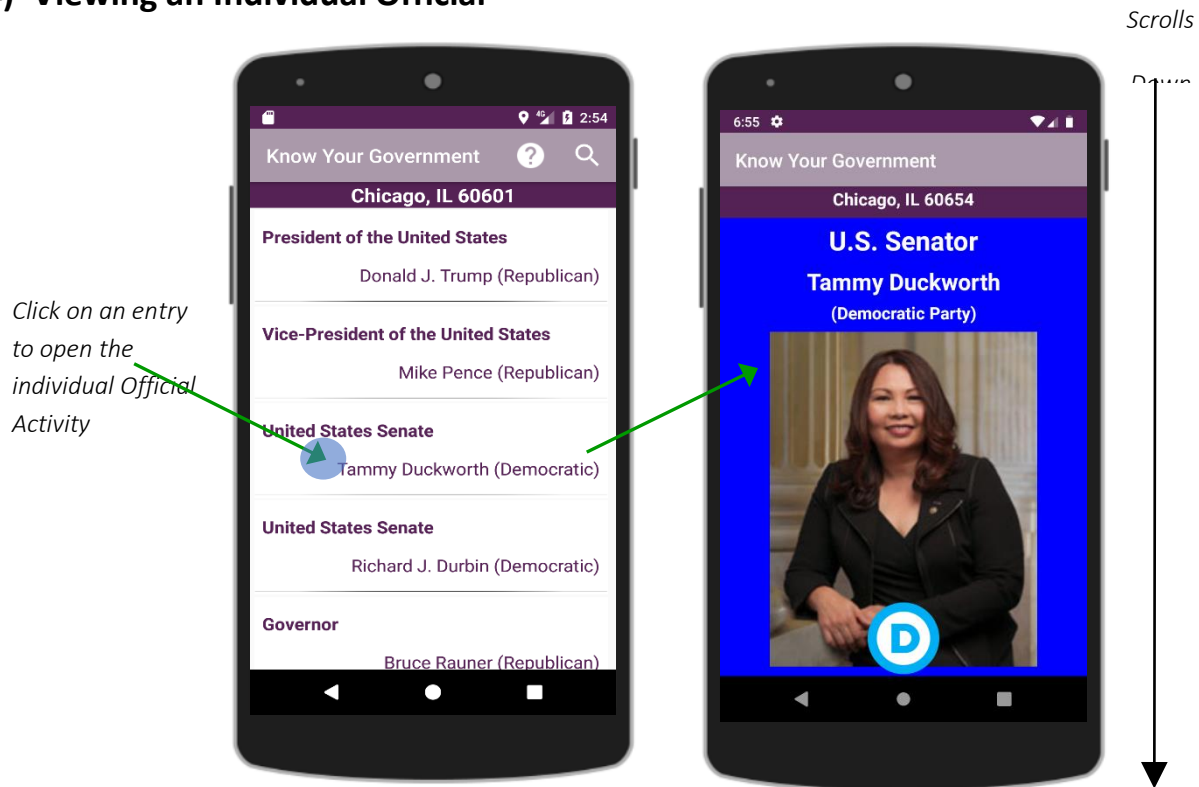 Viewing an Individual Official
Scrolls
Down
2:54
Know Your Government ?
Chicago, IL 60601
President of the United States
Donald J. Trump (Republican)
Vice-President of the United States
Mike Pence (Republican)
United States Senate
Tammy Duckworth (Democratic)
United States Senate
Richard J. Durbin (Democratic)
Governor
Bruce Rauner (Republican)
Click on an entry
to open the
individual Official
Activity
6:55
Know Your Government
Chicago, IL 60654
U.S. Senator
Tammy Duckworth
(Democratic Party)
D